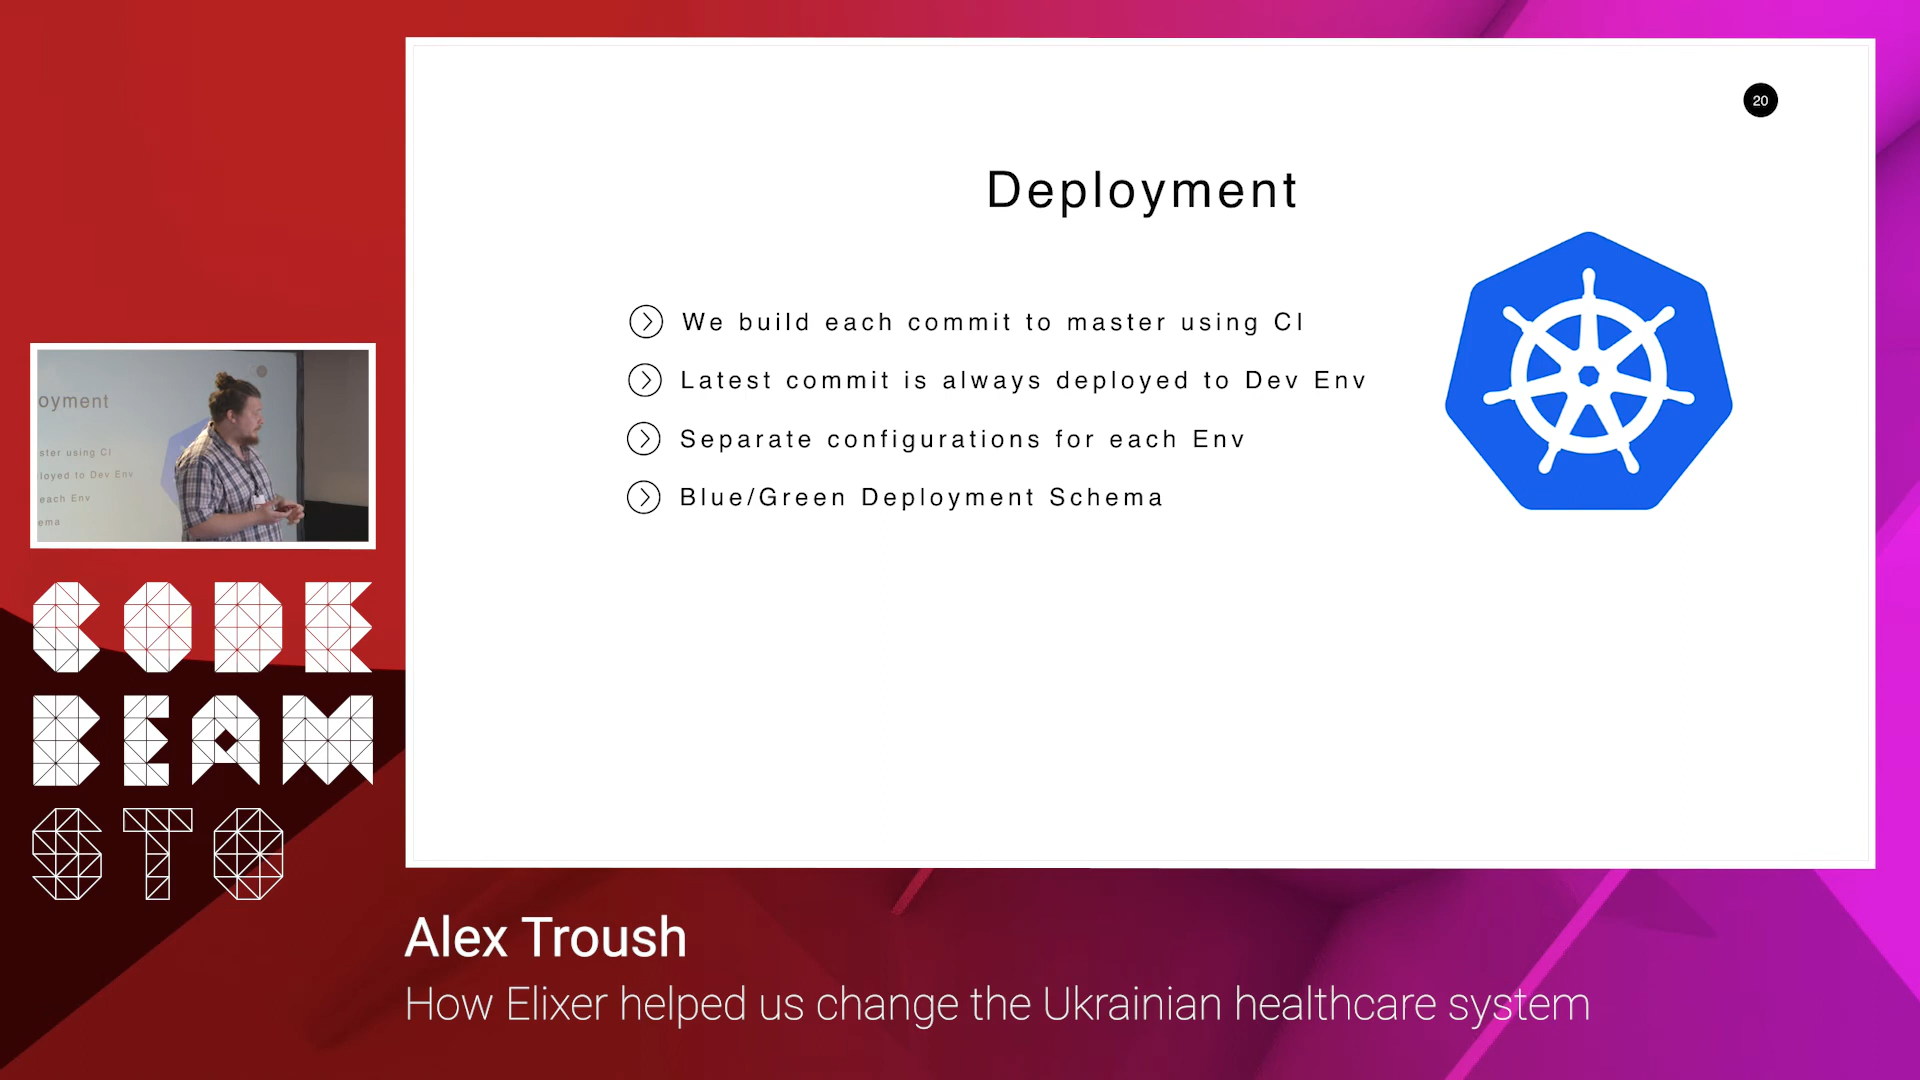 20
Deployment
We build each commit to master using CI
Latest commit is always deployed to Dev Env
Separate configurations for each Env
Blue/Green Deployment Schema
oyment
ster using CI
loyed to Dev Env
each Env
ema
CODE
BEAM
STO
Alex Troush
How Elixer helped us change the Ukrainian healthcare system